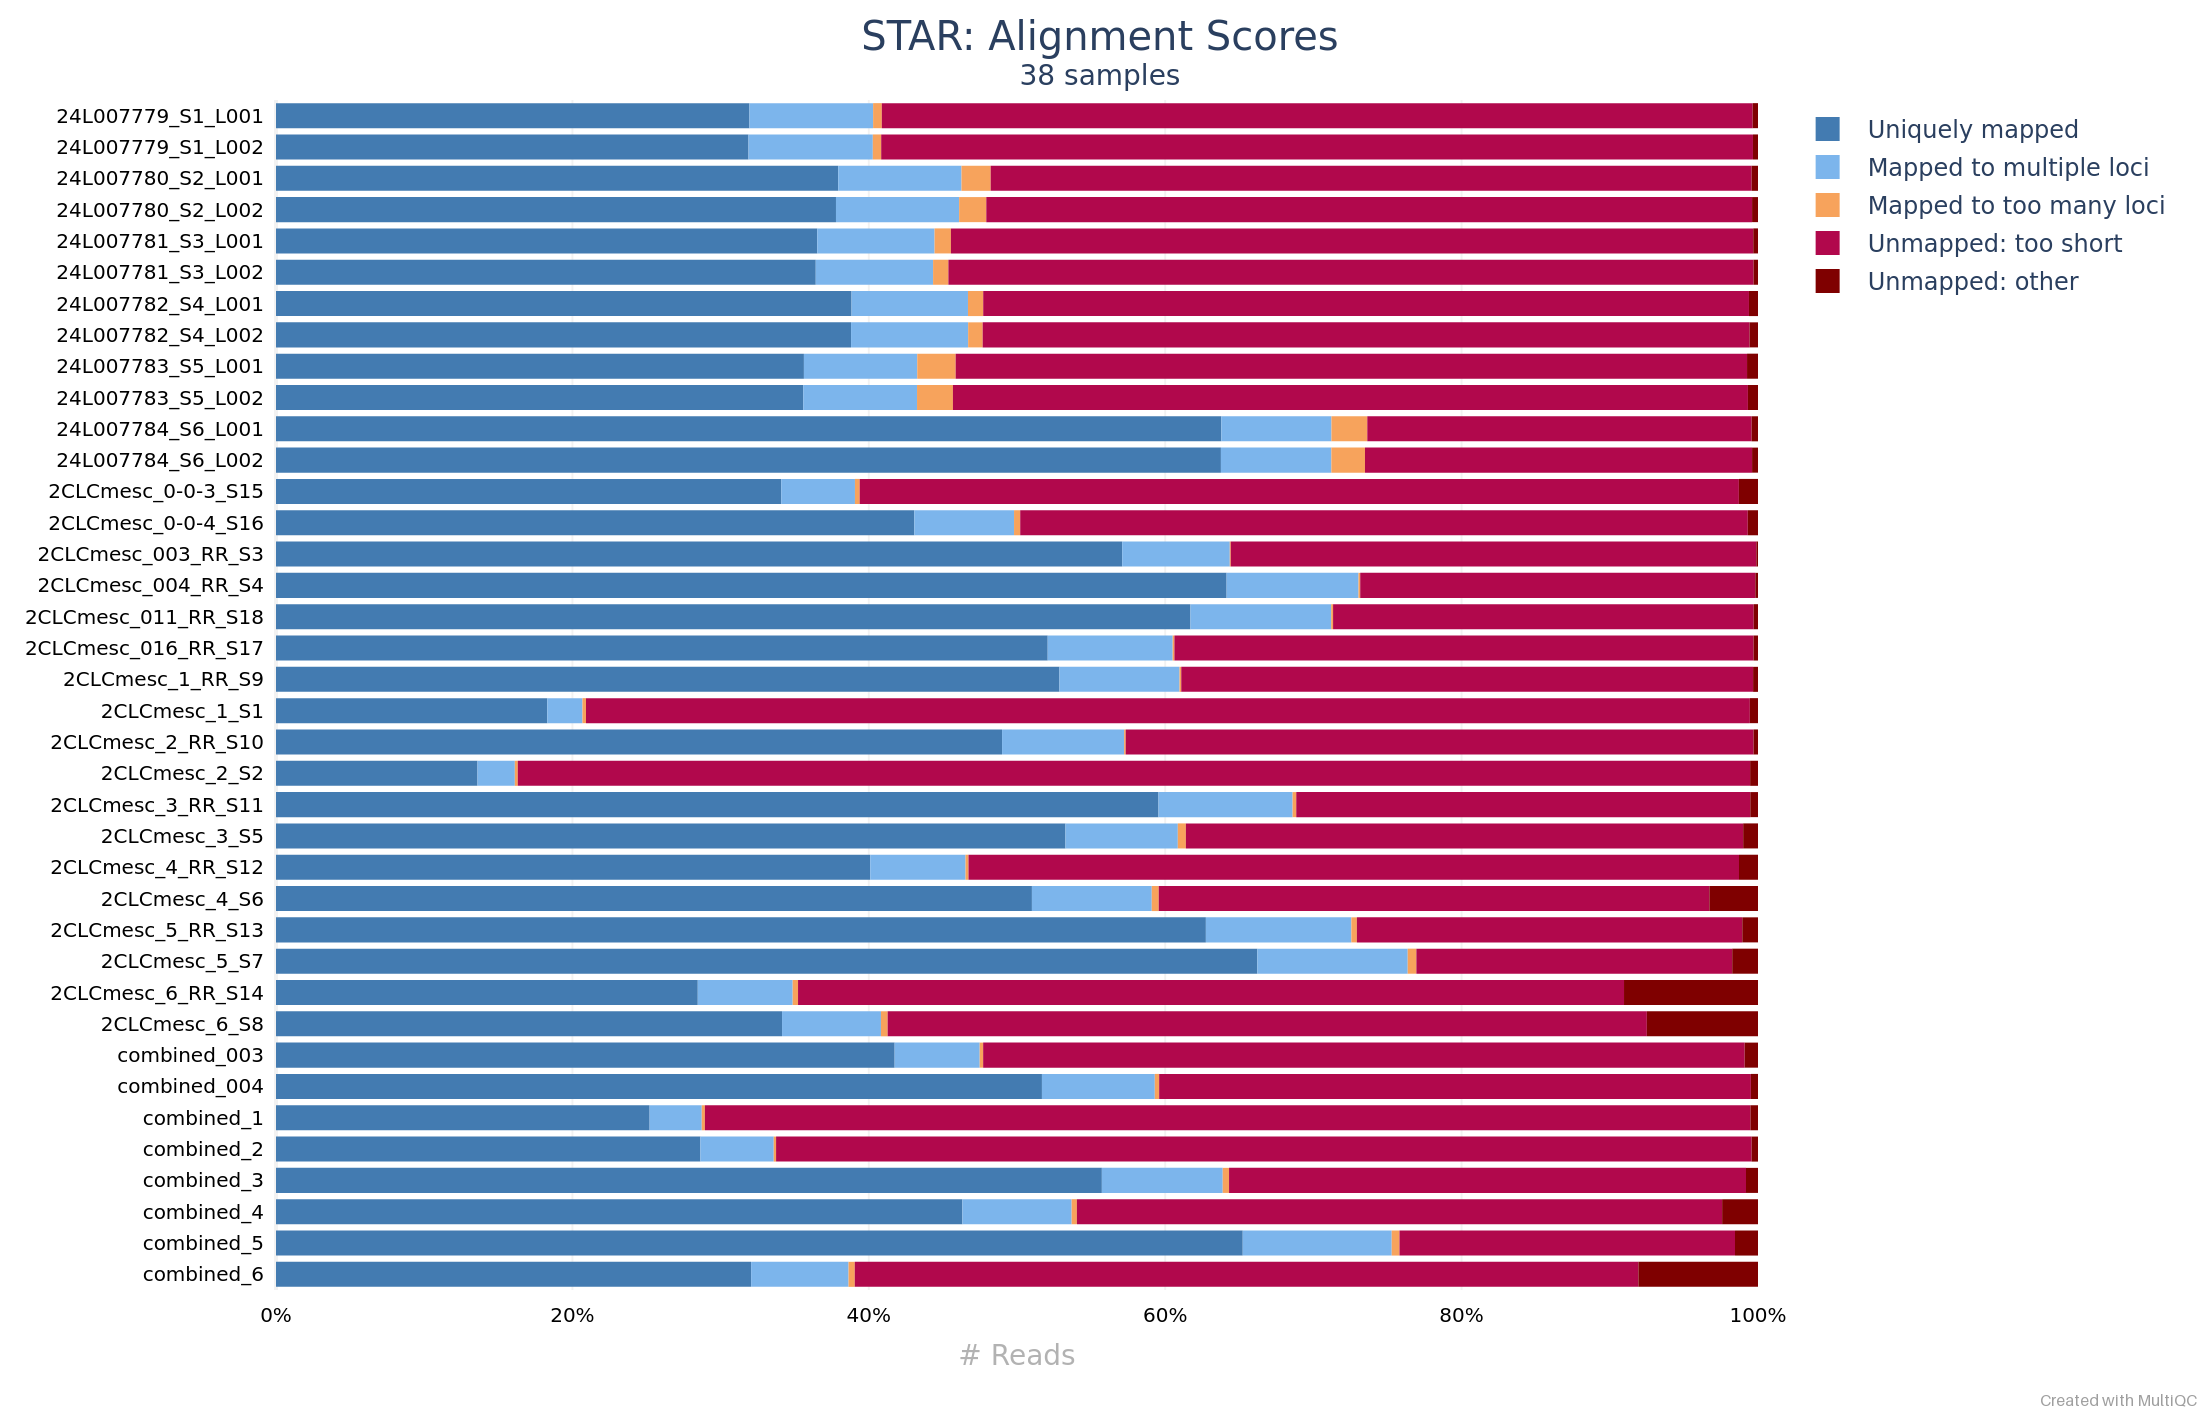 STAR: Alignment Scores
38 samples
24L007779_S1_L001
24L007779_S1_L002
24L007780_S2_L001
24L007780_S2_L002
24L007781_S3_L001
24L007781_S3_L002
24L007782_S4_L001
24L007782_S4_L002
24L007783_S5_L001
24L007783_S5_L002
24L007784_S6_L001
24L007784_S6_L002
2CLCmesc_0-0-3_S15
2CLCmesc_0-0-4_S16
2CLCmesc_003_RR_S3
2CLCmesc_004_RR_S4
2CLCmesc_011_RR_S18
2CLCmesc_016_RR_S17
2CLCmesc_1_RR_S9
2CLCmesc_1_S1
2CLCmesc_2_RR_S10
2CLCmesc_2_S2
2CLCmesc_3_RR_S11
2CLCmesc_3_S5
2CLCmesc_4_RR_S12
2CLCmesc_4_S6
2CLCmesc_5_RR_S13
2CLCmesc_5_S7
2CLCmesc_6_RR_S14
2CLCmesc_6_S8
combined_003
combined_004
combined_1
combined_2
combined_3
combined_4
combined_5
combined_6
0% 20% 40% 60% 80% 100%
# Reads
Uniquely mapped
Mapped to multiple loci
Mapped to too many loci
Unmapped: too short
Unmapped: other
Created with MultiQC